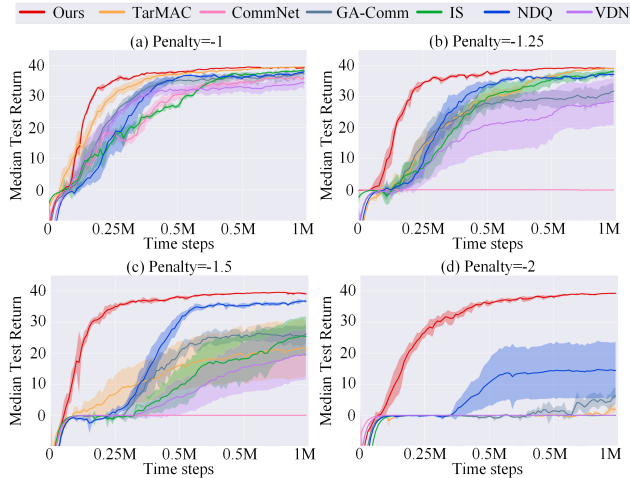 Ours TarMAC CommNet GA-Comm IS NDQ VDN
(a) Penalty=-1
(b) Penalty=-1.25
Median Test Return
40
30
20
10
0
0 0.25M 0.5M 0.5M 1M
Time steps
Median Test Return
40
30
20
10
0
0 0.25M 0.5M 0.5M 1M
Time steps
(c) Penalty=-1.5
(d) Penalty=-2
Median Test Return
40
30
20
10
0
0 0.25M 0.5M 0.5M 1M
Time steps
Median Test Return
40
30
20
10
0
0 0.25M 0.5M 0.5M 1M
Time steps